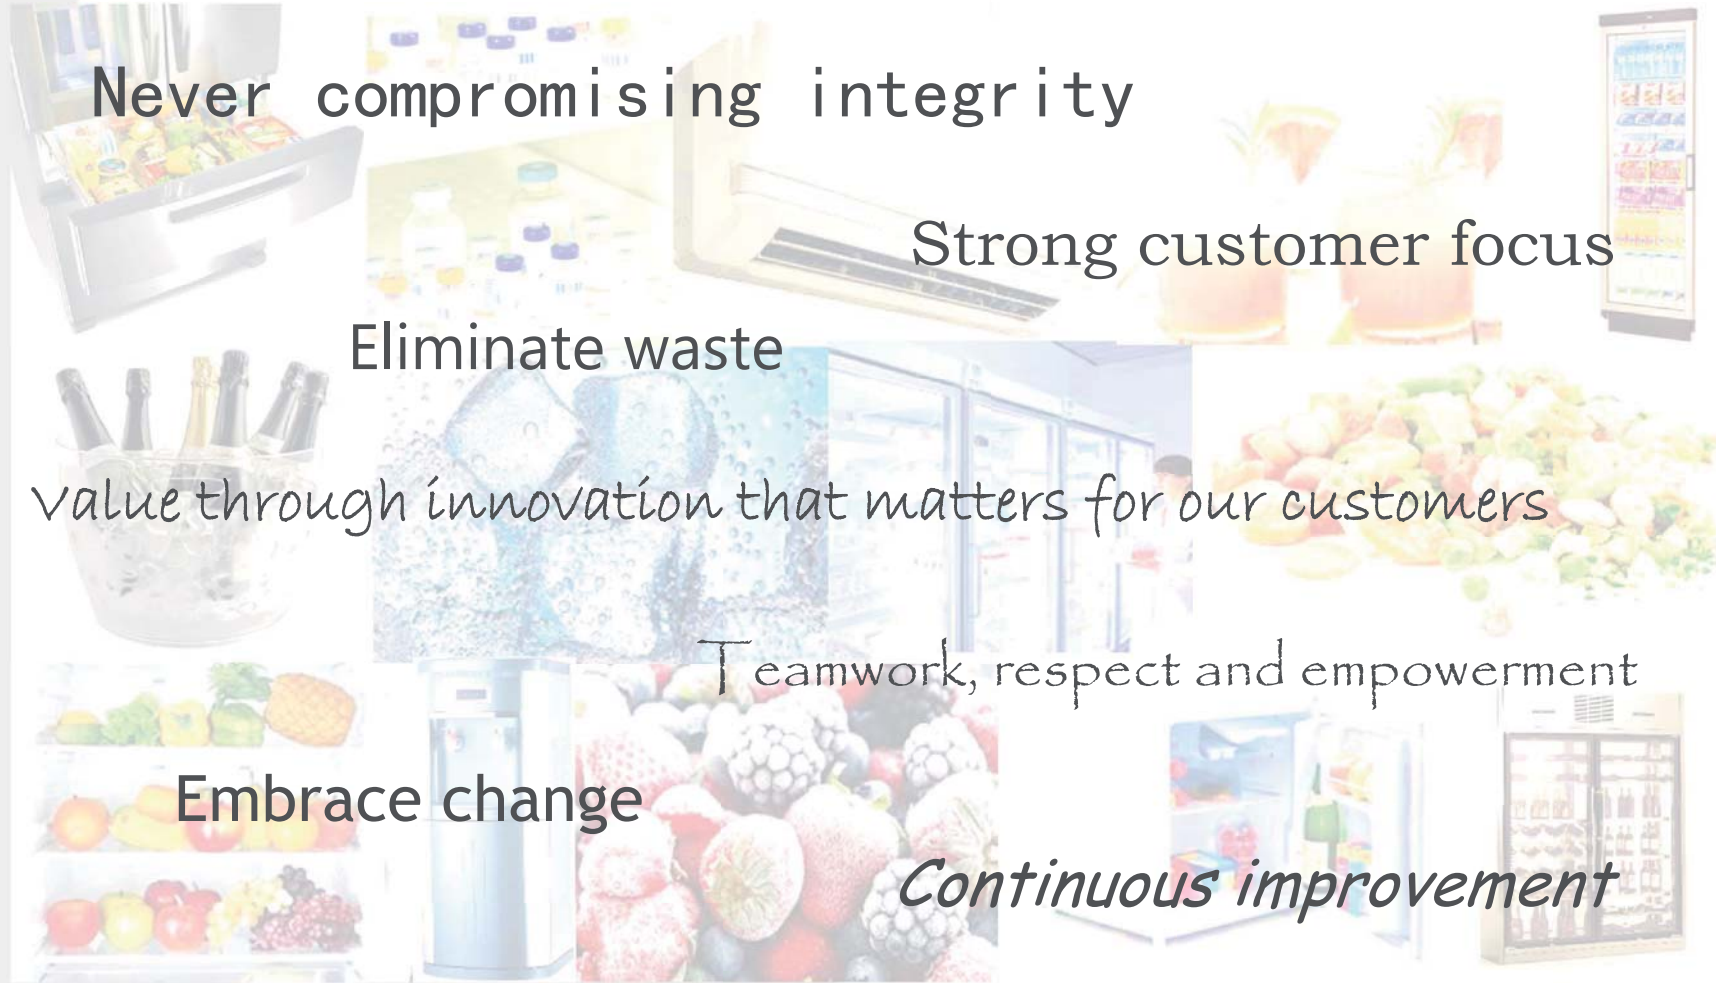 Never compromising integrity
Strong customer focus
Eliminate waste
Value through innovation that matters for our customers
Teamwork, respect and empowerment
Embrace change
Continuous improvement